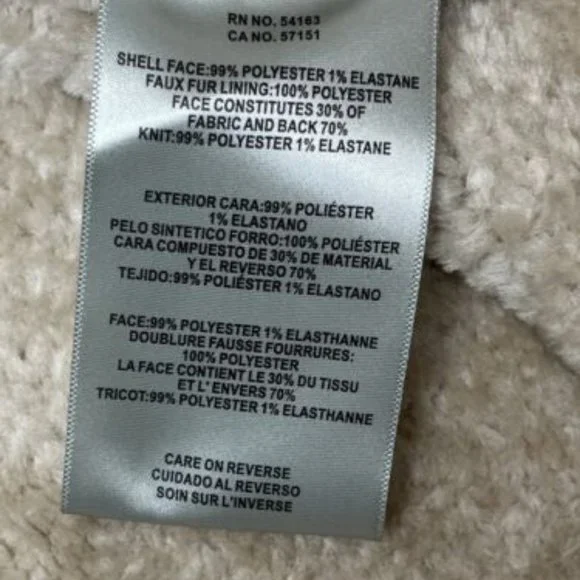 RN NO. 54163
CA NO. 57151
SHELL FACE:99% POLYESTER 1% ELASTANE
FAUX FUR LINING:100% POLYESTER
FACE CONSTITUTES 30% OF
FABRIC AND BACK 70%
KNIT:99% POLYESTER 1% ELASTANE
EXTERIOR CARA:99% POLIÉSTER
1% ELASTANO
PELO SINTETICO FORRO:100% POLIÉSTER
CARA COMPUESTO DE 30% DE MATERIAL
Y EL REVERSO 70%
TEJIDO:99% POLIÉSTER 1% ELASTANO
FACE:99% POLYESTER 1% ELASTHANNE
DOUBLURE FAUSSE FOURRURES:
100% POLYESTER
LA FACE CONTIENT LE 30% DU TISSU
ET L' ENVERS 70%
TRICOT:99% POLYESTER 1% ELASTHANNE
CARE ON REVERSE
CUIDADO AL REVERSO
SOIN SUR L'INVERSE